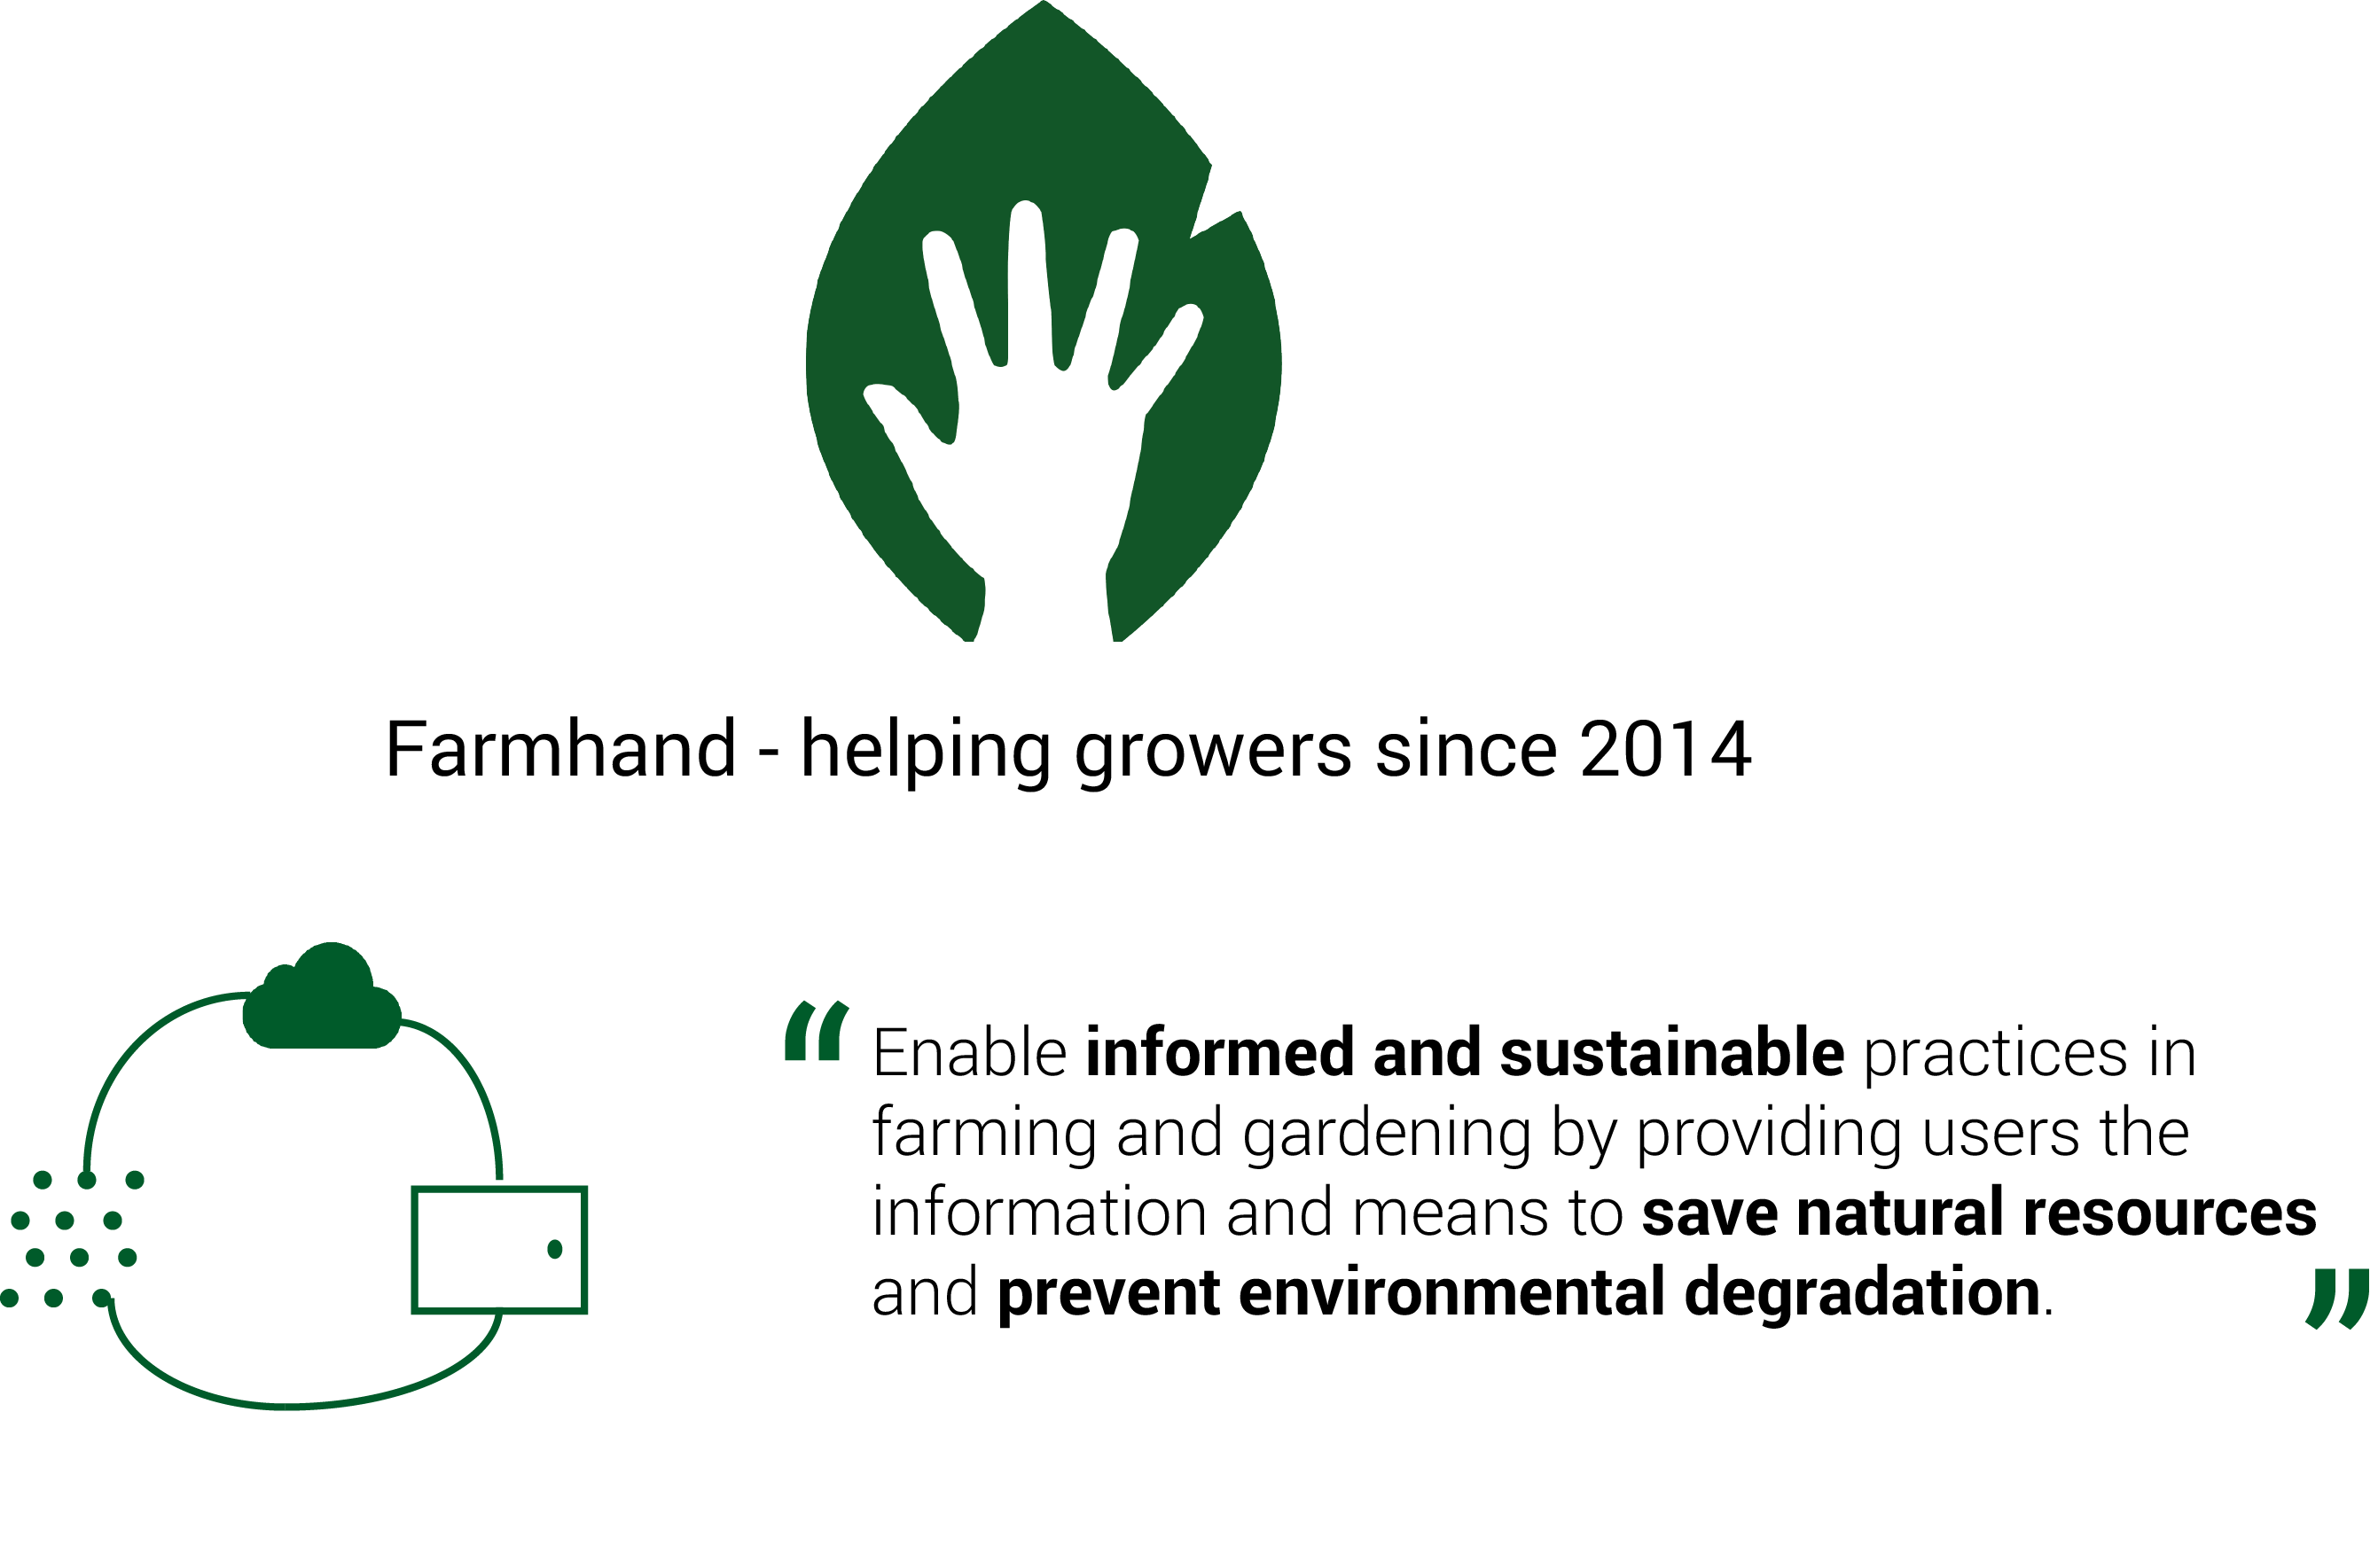 Farmhand - helping growers since 2014
“ Enable informed and sustainable practices in
farming and gardening by providing users the
information and means to save natural resources
and prevent environmental degradation. ”